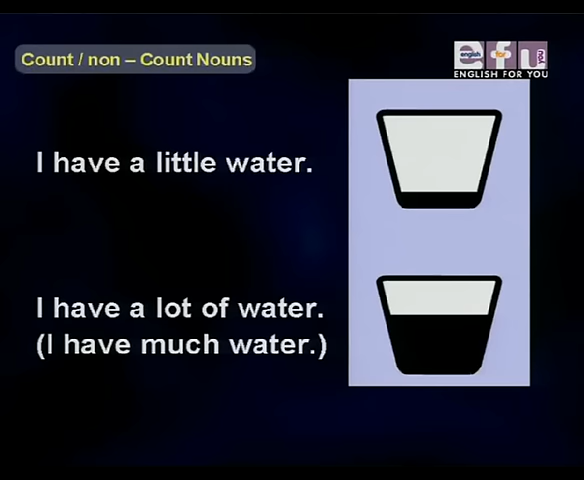 Count / non – Count Nouns
english for you
efu
ENGLISH FOR YOU
I have a little water.
I have a lot of water.
(I have much water.)